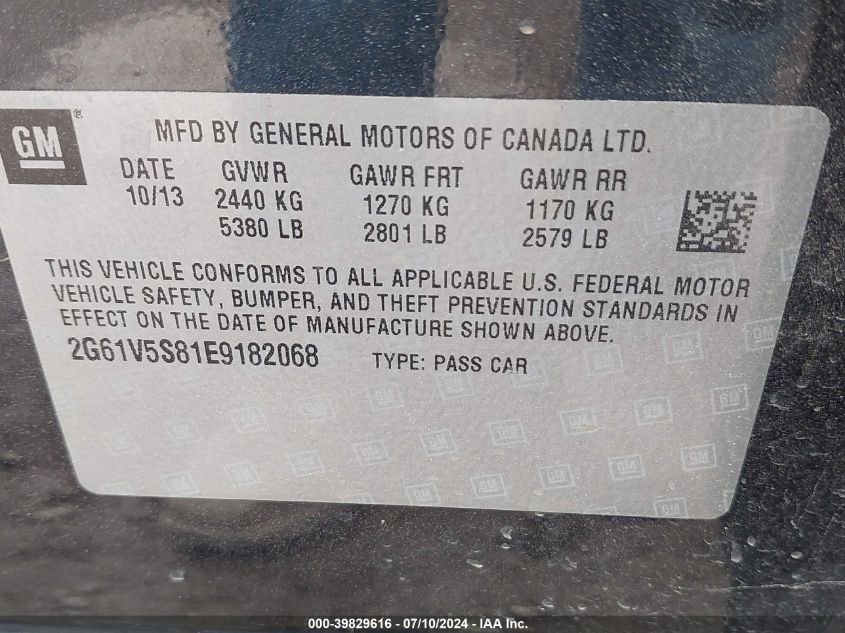 GM®
MFD BY GENERAL MOTORS OF CANADA LTD.
DATE GVWR GAWR FRT GAWR RR
10/13 2440 KG 1270 KG 1170 KG
5380 LB 2801 LB 2579 LB
THIS VEHICLE CONFORMS TO ALL APPLICABLE U.S. FEDERAL MOTOR
VEHICLE SAFETY, BUMPER, AND THEFT PREVENTION STANDARDS IN
EFFECT ON THE DATE OF MANUFACTURE SHOWN ABOVE.
2G61V5S81E9182068 TYPE: PASS CAR
000-39829616 / 07/10/2024 - IAA Inc.